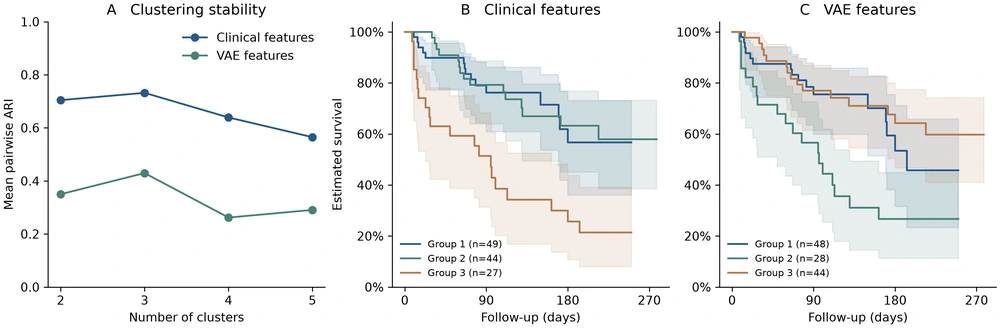 A Clustering stability
1.0
0.8
0.6
0.4
0.2
0.0
Mean pairwise ARI
Clinical features
VAE features
2 3 4 5
Number of clusters
B Clinical features
100%
80%
60%
40%
20%
0%
Estimated survival
Group 1 (n=49)
Group 2 (n=44)
Group 3 (n=27)
0 90 180 270
Follow-up (days)
C VAE features
100%
80%
60%
40%
20%
0%
Group 1 (n=48)
Group 2 (n=28)
Group 3 (n=44)
0 90 180 270
Follow-up (days)